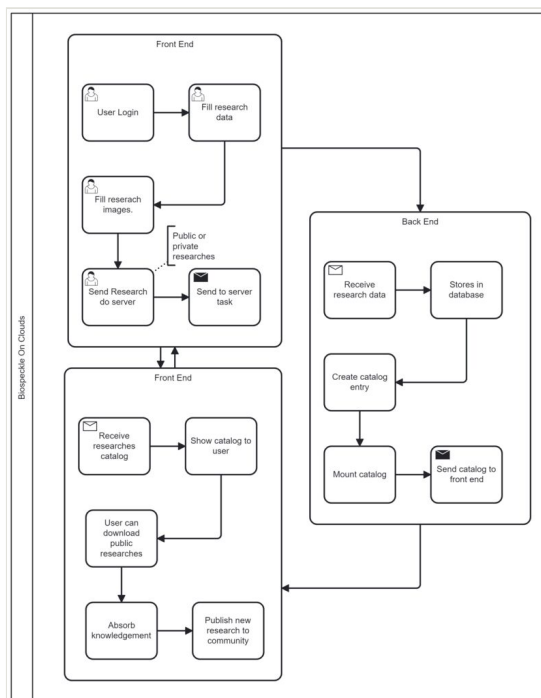 Biospeckle On Clouds
Front End
User Login
Fill research
data
Fill reserach
images.
Public or
private
researches
Send Research
do server
Send to server
task
Back End
Receive
research data
Stores in
database
Create catalog
entry
Mount catalog
Send catalog to
front end
Front End
Receive
researches
catalog
Show catalog to
user
User can
download
public
researches
Absorb
knowledgement
Publish new
research to
community